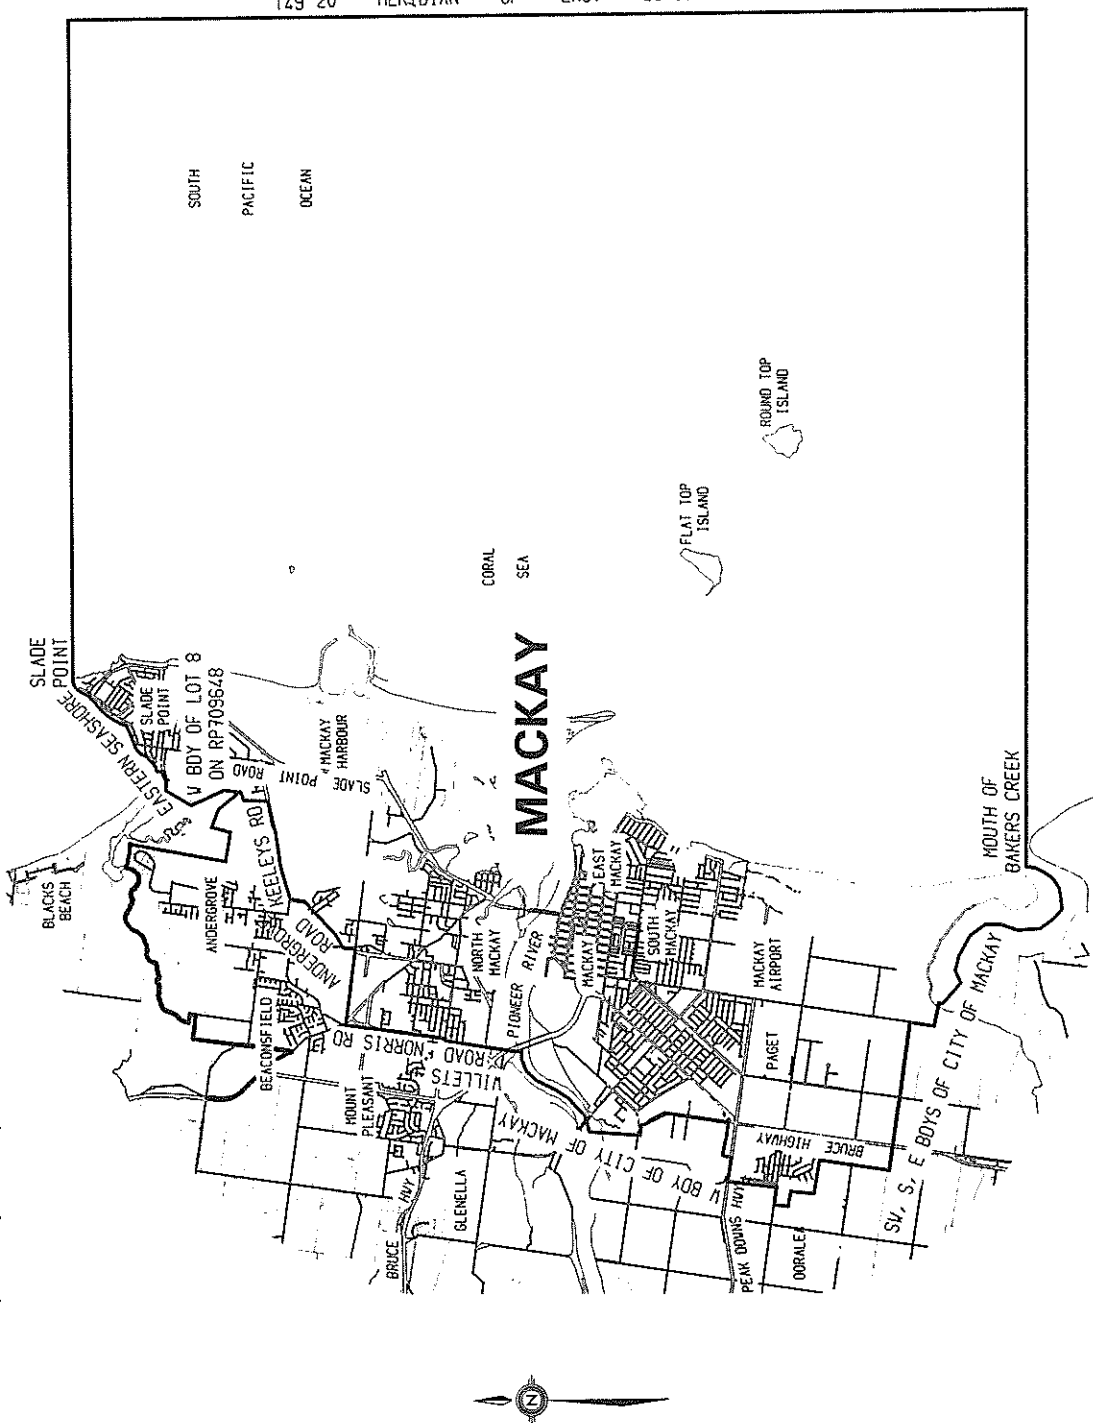 149 20 MERIDIAN OF EAST
SOUTH
PACIFIC
OCEAN
SLADE
POINT
EASTERN SEASHORE
SLADE
POINT
W BDY OF LOT 8
ON RP709648
BLACKS
BEACH
ROAD
SLADE POINT
MACKAY
HARBOUR
KEELEYS RD
ANDERGROVE
ANDERGROVE
ROAD
BEACONSFIELD
NORRIS RD
MOUNT
PLEASANT
WILLETS
ROAD
NORTH
MACKAY
PIONEER RIVER
CORAL
SEA
MACKAY
FLAT TOP
ISLAND
ROUND TOP
ISLAND
EAST
MACKAY
MACKAY
SOUTH
MACKAY
MACKAY
AIRPORT
PAGET
BRUCE HWY
GLENELLA
W BDY OF CITY OF MACKAY
BRUCE HIGHWAY
PEAK DOWNS HWY
OORALEA
SW, S, E BDYS OF CITY OF MACKAY
MOUTH OF
BAKERS CREEK
N